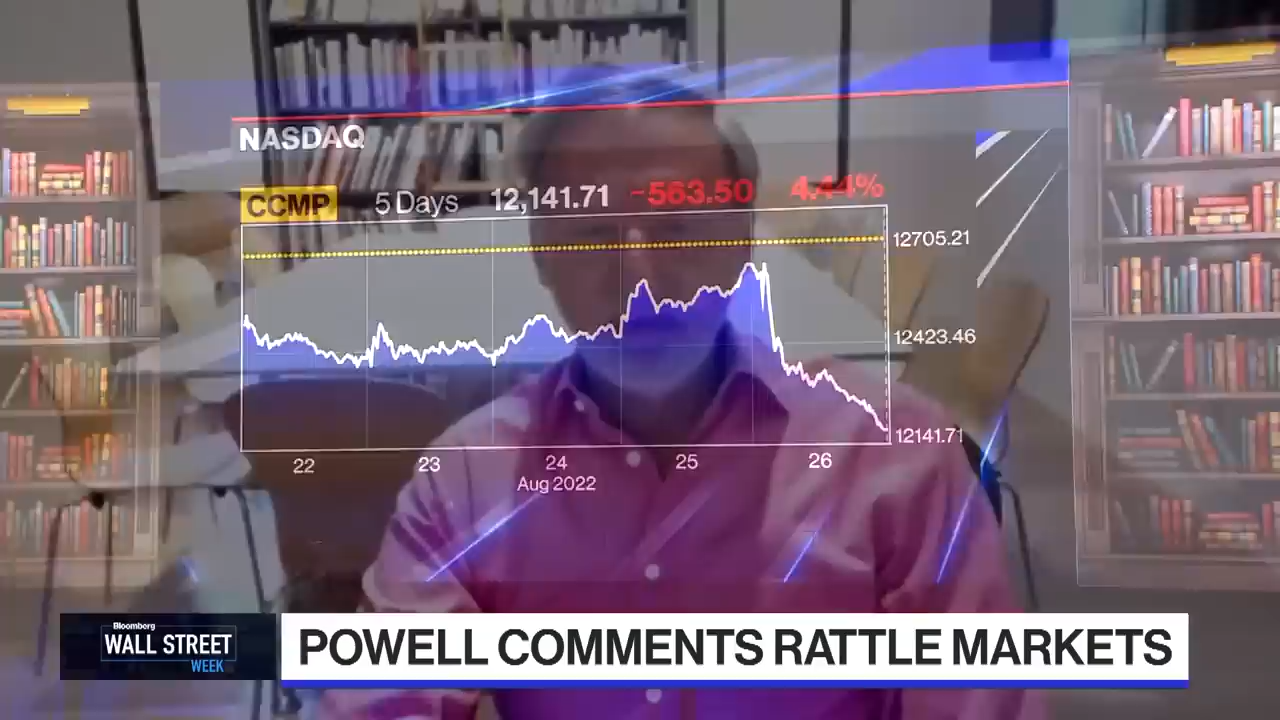 NASDAQ
CCMP 5 Days 12,141.71 -563.50 4.44%
12705.21
12423.46
12141.71
22 23 24 25 26
Aug 2022
Bloomberg
WALL STREET
WEEK
POWELL COMMENTS RATTLE MARKETS